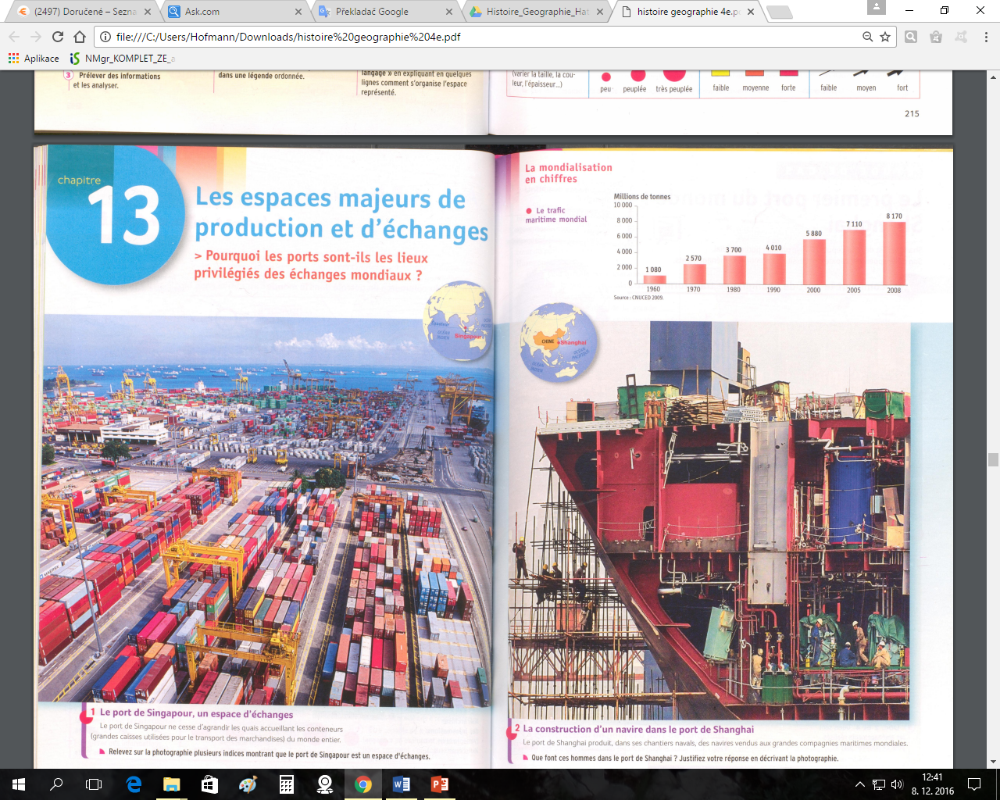 (2497) Doručené – Sezna
Ask.com
Překladač Google
Histoire_Geographie_Hat
histoire geographie 4e.p
file:///C:/Users/Hofmann/Downloads/histoire%20geographie%204e.pdf
Aplikace
NMgr_KOMPLET_ZE_a
3 Prélever des informations
et les analyser.
dans une légende ordonnée.
langage » en expliquant en quelques
lignes comment s'organise l'espace
représenté.
(varier la taille, la cou-
leur, l'épaisseur...)
peu peuplée très peuplée
faible moyenne forte
faible moyen fort
215
chapitre
13
Les espaces majeurs de
production et d'échanges
> Pourquoi les ports sont-ils les lieux
privilégiés des échanges mondiaux ?
Singapour
1 Le port de Singapour, un espace d'échanges
Le port de Singapour ne cesse d'agrandir les quais accueillant les conteneurs
(grandes caisses utilisées pour le transport des marchandises) du monde entier.
Relevez sur la photographie plusieurs indices montrant que le port de Singapour est un espace d'échanges.
La mondialisation
en chiffres
Le trafic
maritime mondial
Millions de tonnes
10 000
8 000
6 000
4 000
2 000
0
1 080
2 570
3 700
4 010
5 880
7 110
8 170
1960 1970 1980 1990 2000 2005 2008
Source : CNUCED 2009.
CHINE
Shanghai
2 La construction d'un navire dans le port de Shanghai
Le port de Shanghai produit, dans ses chantiers navals, des navires vendus aux grandes compagnies maritimes mondiales.
Que font ces hommes dans le port de Shanghai ? Justifiez votre réponse en décrivant la photographie.
12:41
8. 12. 2016